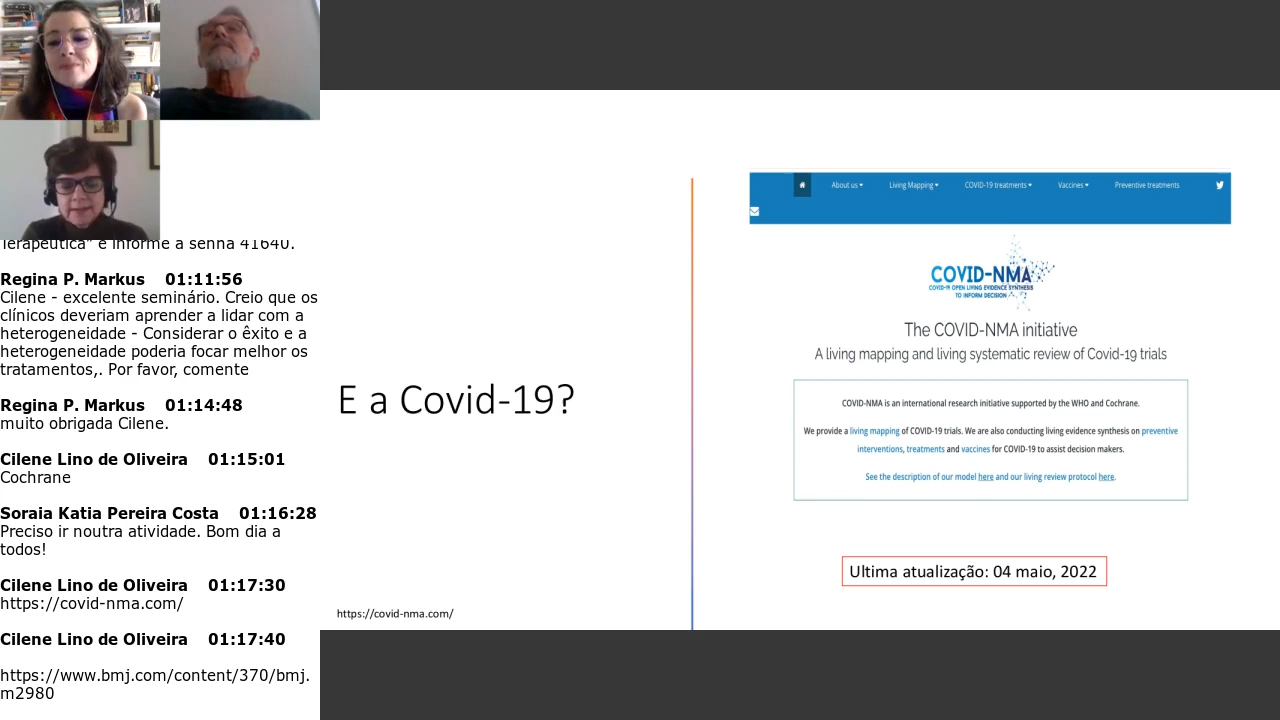 Terapêutica" e informe a senha 41640.
Regina P. Markus 01:11:56
Cilene - excelente seminário. Creio que os
clínicos deveriam aprender a lidar com a
heterogeneidade - Considerar o êxito e a
heterogeneidade poderia focar melhor os
tratamentos,. Por favor, comente
Regina P. Markus 01:14:48
muito obrigada Cilene.
Cilene Lino de Oliveira 01:15:01
Cochrane
Soraia Katia Pereira Costa 01:16:28
Preciso ir noutra atividade. Bom dia a
todos!
Cilene Lino de Oliveira 01:17:30
https://covid-nma.com/
Cilene Lino de Oliveira 01:17:40
https://www.bmj.com/content/370/bmj.
m2980
E a Covid-19?
https://covid-nma.com/
About us Living Mapping COVID-19 treatments Vaccines Preventive treatments
COVID-NMA
COVID-19 OPEN LIVING EVIDENCE SYNTHESIS
TO INFORM DECISION
The COVID-NMA initiative
A living mapping and living systematic review of Covid-19 trials
COVID-NMA is an international research initiative supported by the WHO and Cochrane.
We provide a living mapping of COVID-19 trials. We are also conducting living evidence synthesis on preventive
interventions, treatments and vaccines for COVID-19 to assist decision makers.
See the description of our model here and our living review protocol here.
Ultima atualização: 04 maio, 2022